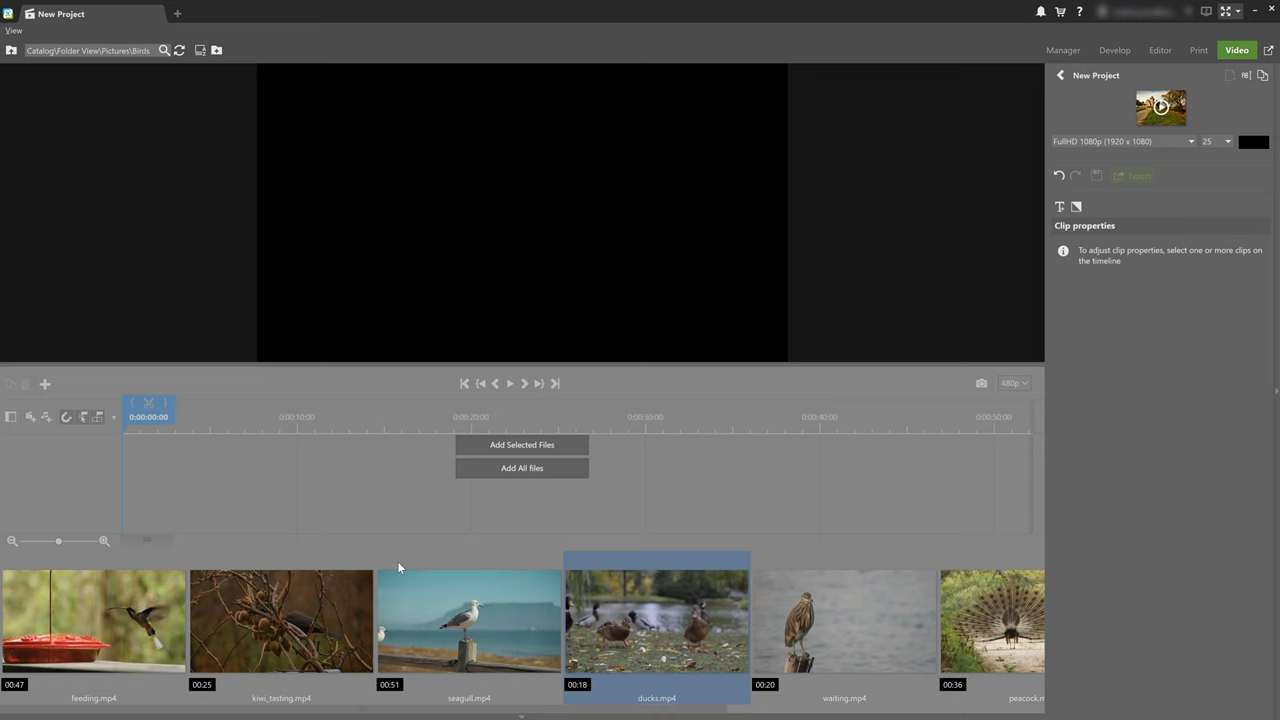 New Project
View
Catalog\Folder View\Pictures\Birds
Manager Develop Editor Print Video
New Project
FullHD 1080p (1920 x 1080) 25
Export
Clip properties
To adjust clip properties, select one or more clips on
the timeline
480p
0:00:00:00 0:00:10:00 0:00:20:00 0:00:30:00 0:00:40:00 0:00:50:00
Add Selected Files
Add All files
00:47 00:25 00:51 00:18 00:20 00:36
feeding.mp4 kiwi_tasting.mp4 seagull.mp4 ducks.mp4 waiting.mp4 peacock.m